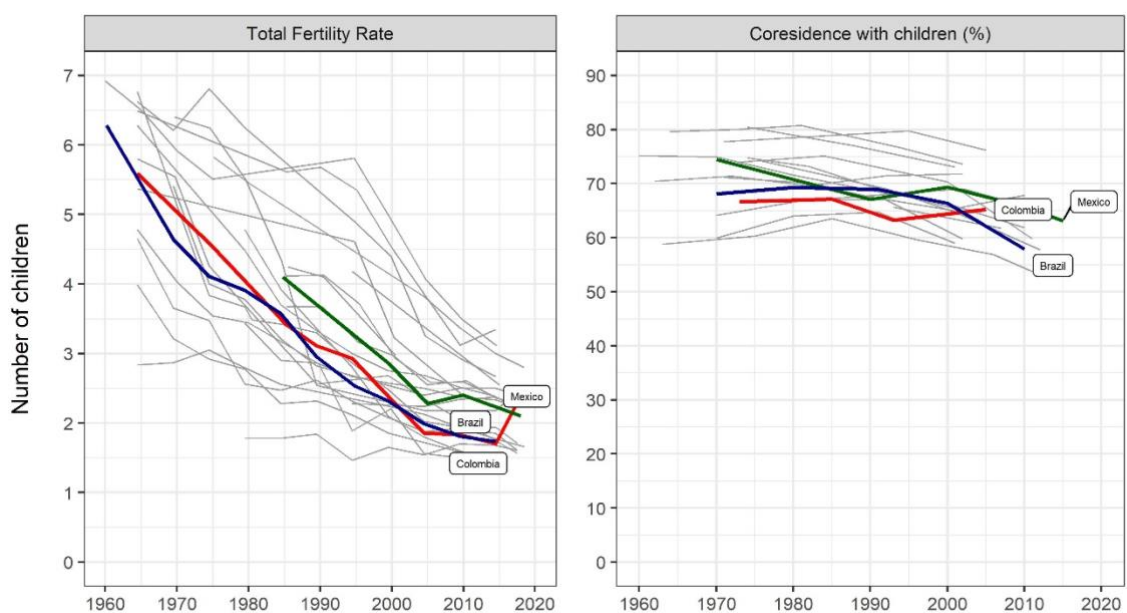 Total Fertility Rate
Coresidence with children (%)
Number of children
7
6
5
4
3
2
1
0
Mexico
Brazil
Colombia
1960 1970 1980 1990 2000 2010 2020
90
80
70
60
50
40
30
20
10
0
Colombia
Mexico
Brazil
1960 1970 1980 1990 2000 2010 2020